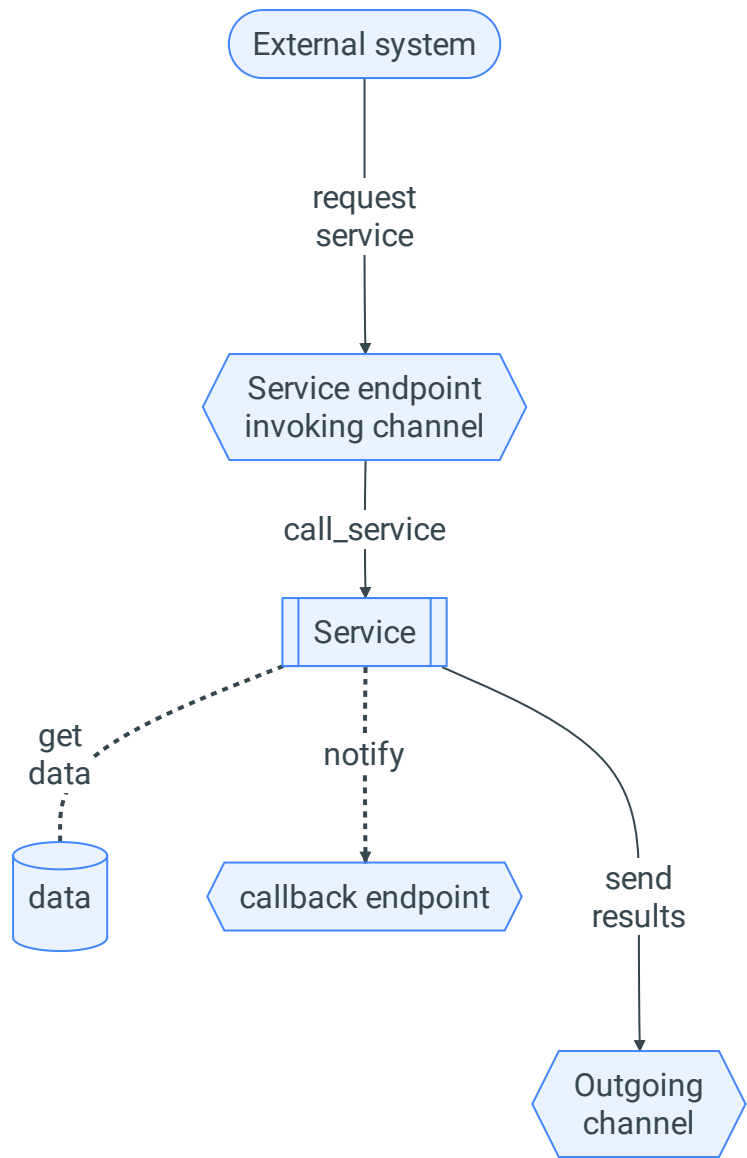 External system
request
service
Service endpoint
invoking channel
call_service
Service
get
data
notify
data
callback endpoint
send
results
Outgoing
channel